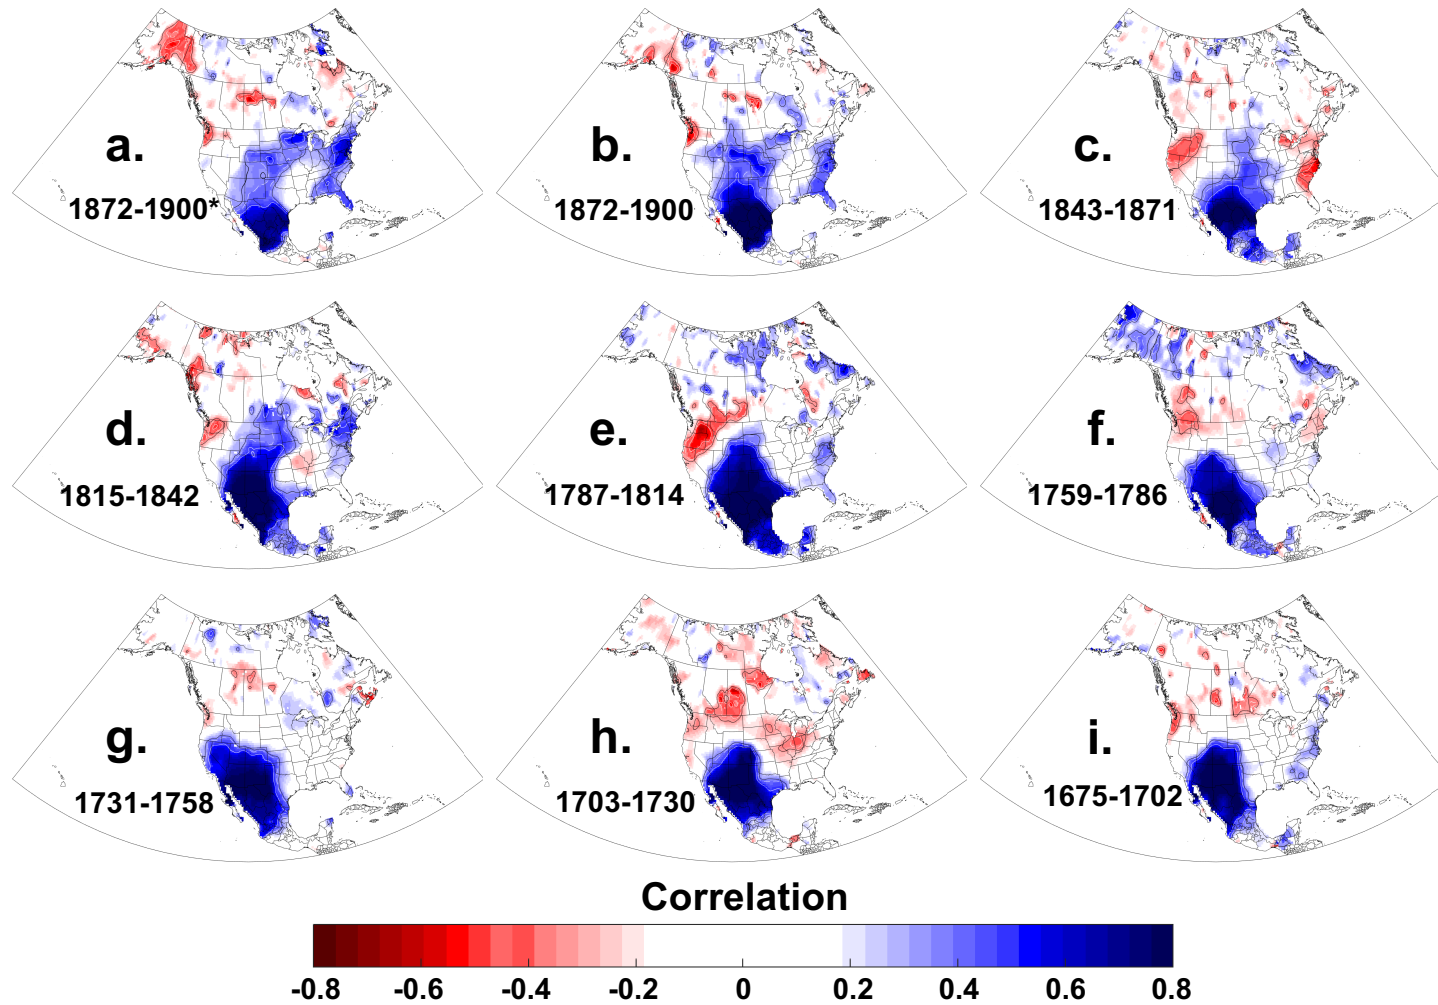 a.
b.
c.
1872-1900*
1872-1900
1843-1871
d.
e.
f.
1815-1842
1787-1814
1759-1786
g.
h.
i.
1731-1758
1703-1730
1675-1702
Correlation
-0.8 -0.6 -0.4 -0.2 0 0.2 0.4 0.6 0.8